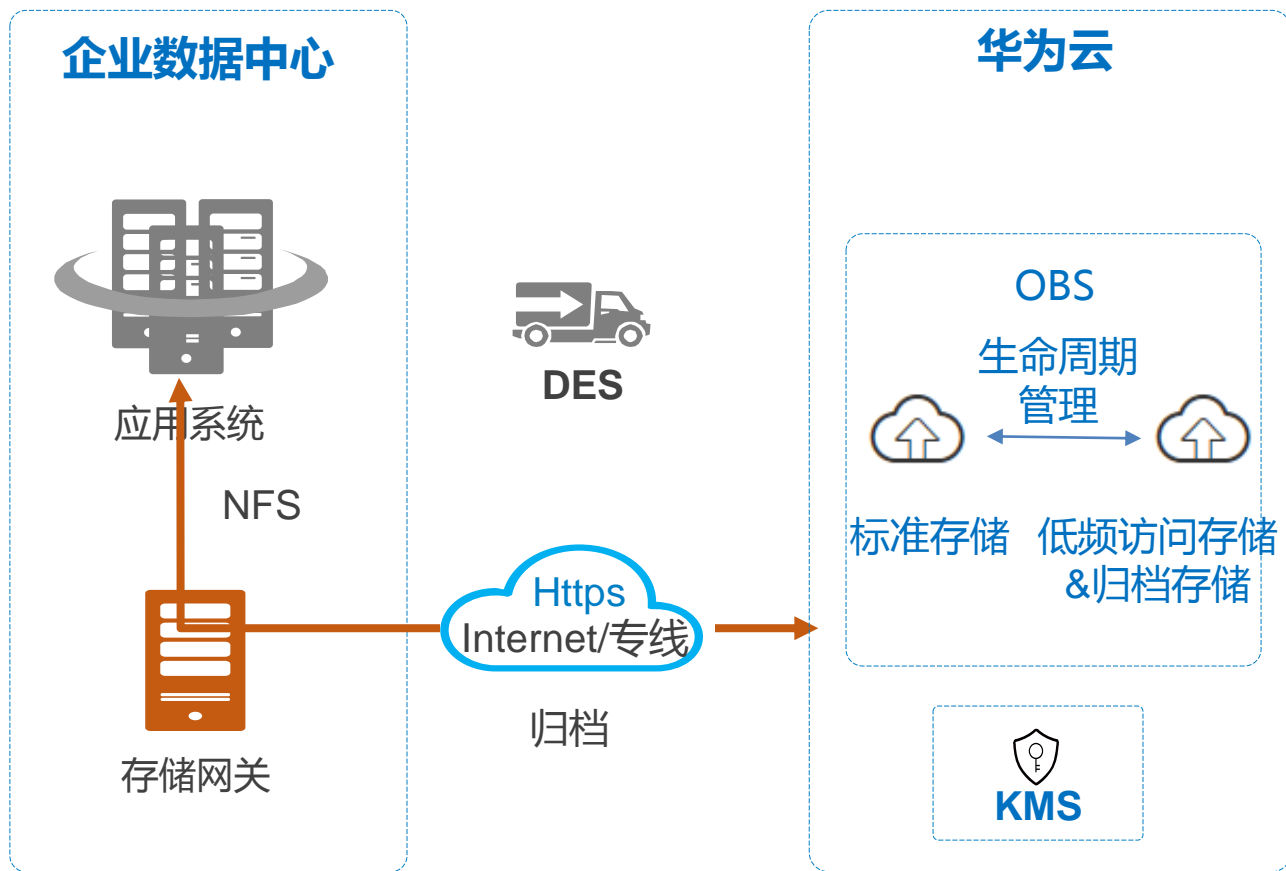 企业数据中心
应用系统
NFS
存储网关
DES
Https
Internet/专线
归档
华为云
OBS
生命周期
管理
标准存储
低频访问存储
&归档存储
KMS